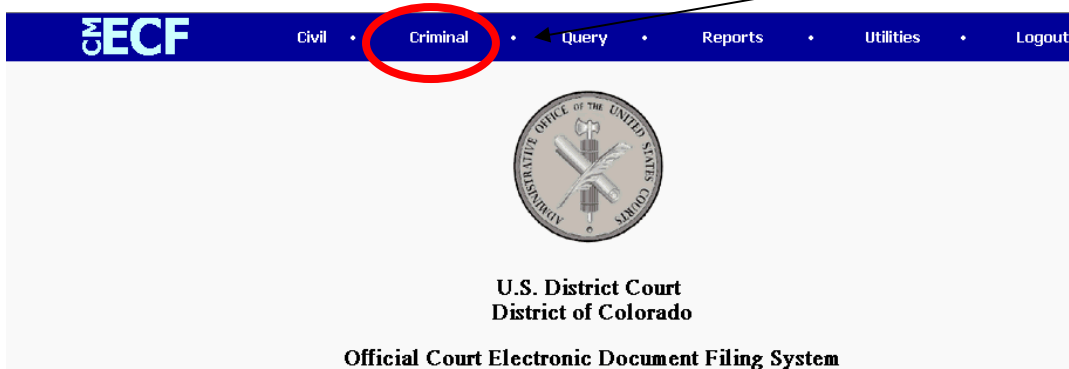 CM ECF Civil • Criminal • Query • Reports • Utilities • Logout
ADMINISTRATIVE OFFICE OF THE UNITED STATES COURTS
U.S. District Court
District of Colorado
Official Court Electronic Document Filing System